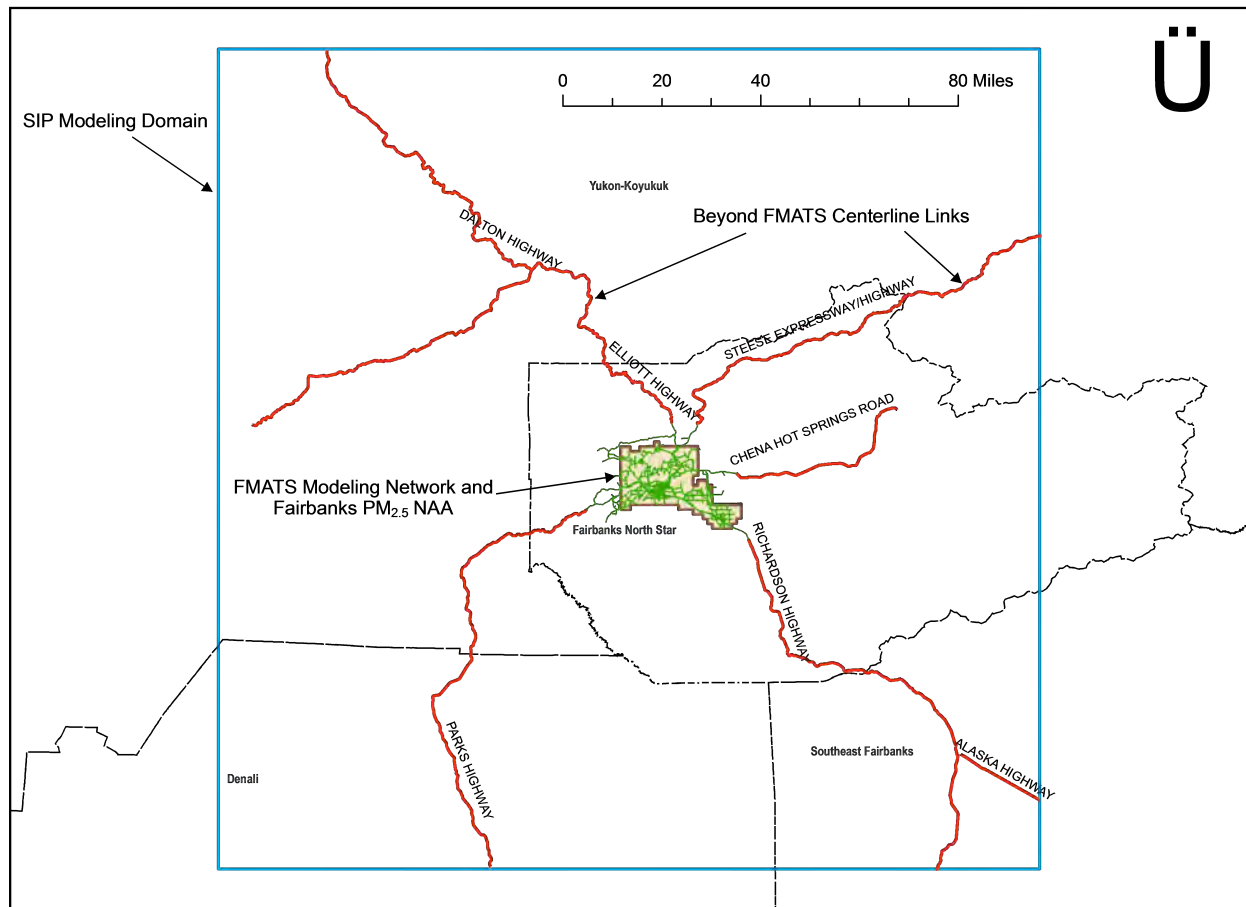 Ü
0 20 40 80 Miles
SIP Modeling Domain
Yukon-Koyukuk
Beyond FMATS Centerline Links
DALTON HIGHWAY
STEESE EXPRESSWAY/HIGHWAY
ELLIOTT HIGHWAY
CHENA HOT SPRINGS ROAD
FMATS Modeling Network and
Fairbanks PM2.5 NAA
Fairbanks North Star
RICHARDSON HIGHWAY
PARKS HIGHWAY
Southeast Fairbanks
ALASKA HIGHWAY
Denali